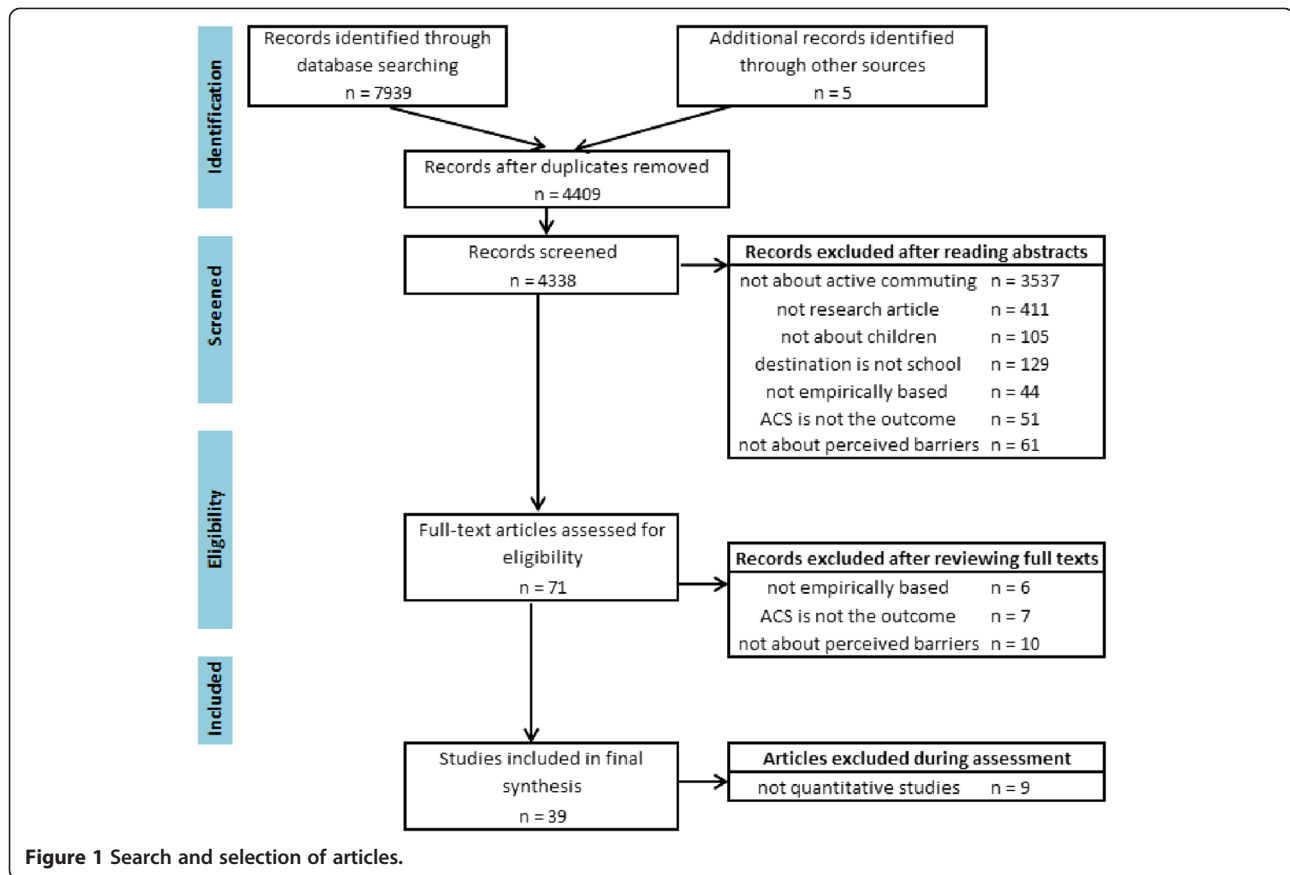 Identification
Records identified through
database searching
n = 7939
Additional records identified
through other sources
n = 5
Records after duplicates removed
n = 4409
Screened
Records screened
n = 4338
Records excluded after reading abstracts
not about active commuting n = 3537
not research article n = 411
not about children n = 105
destination is not school n = 129
not empirically based n = 44
ACS is not the outcome n = 51
not about perceived barriers n = 61
Eligibility
Full-text articles assessed for
eligibility
n = 71
Records excluded after reviewing full texts
not empirically based n = 6
ACS is not the outcome n = 7
not about perceived barriers n = 10
Included
Studies included in final
synthesis
n = 39
Articles excluded during assessment
not quantitative studies n = 9
Figure 1 Search and selection of articles.